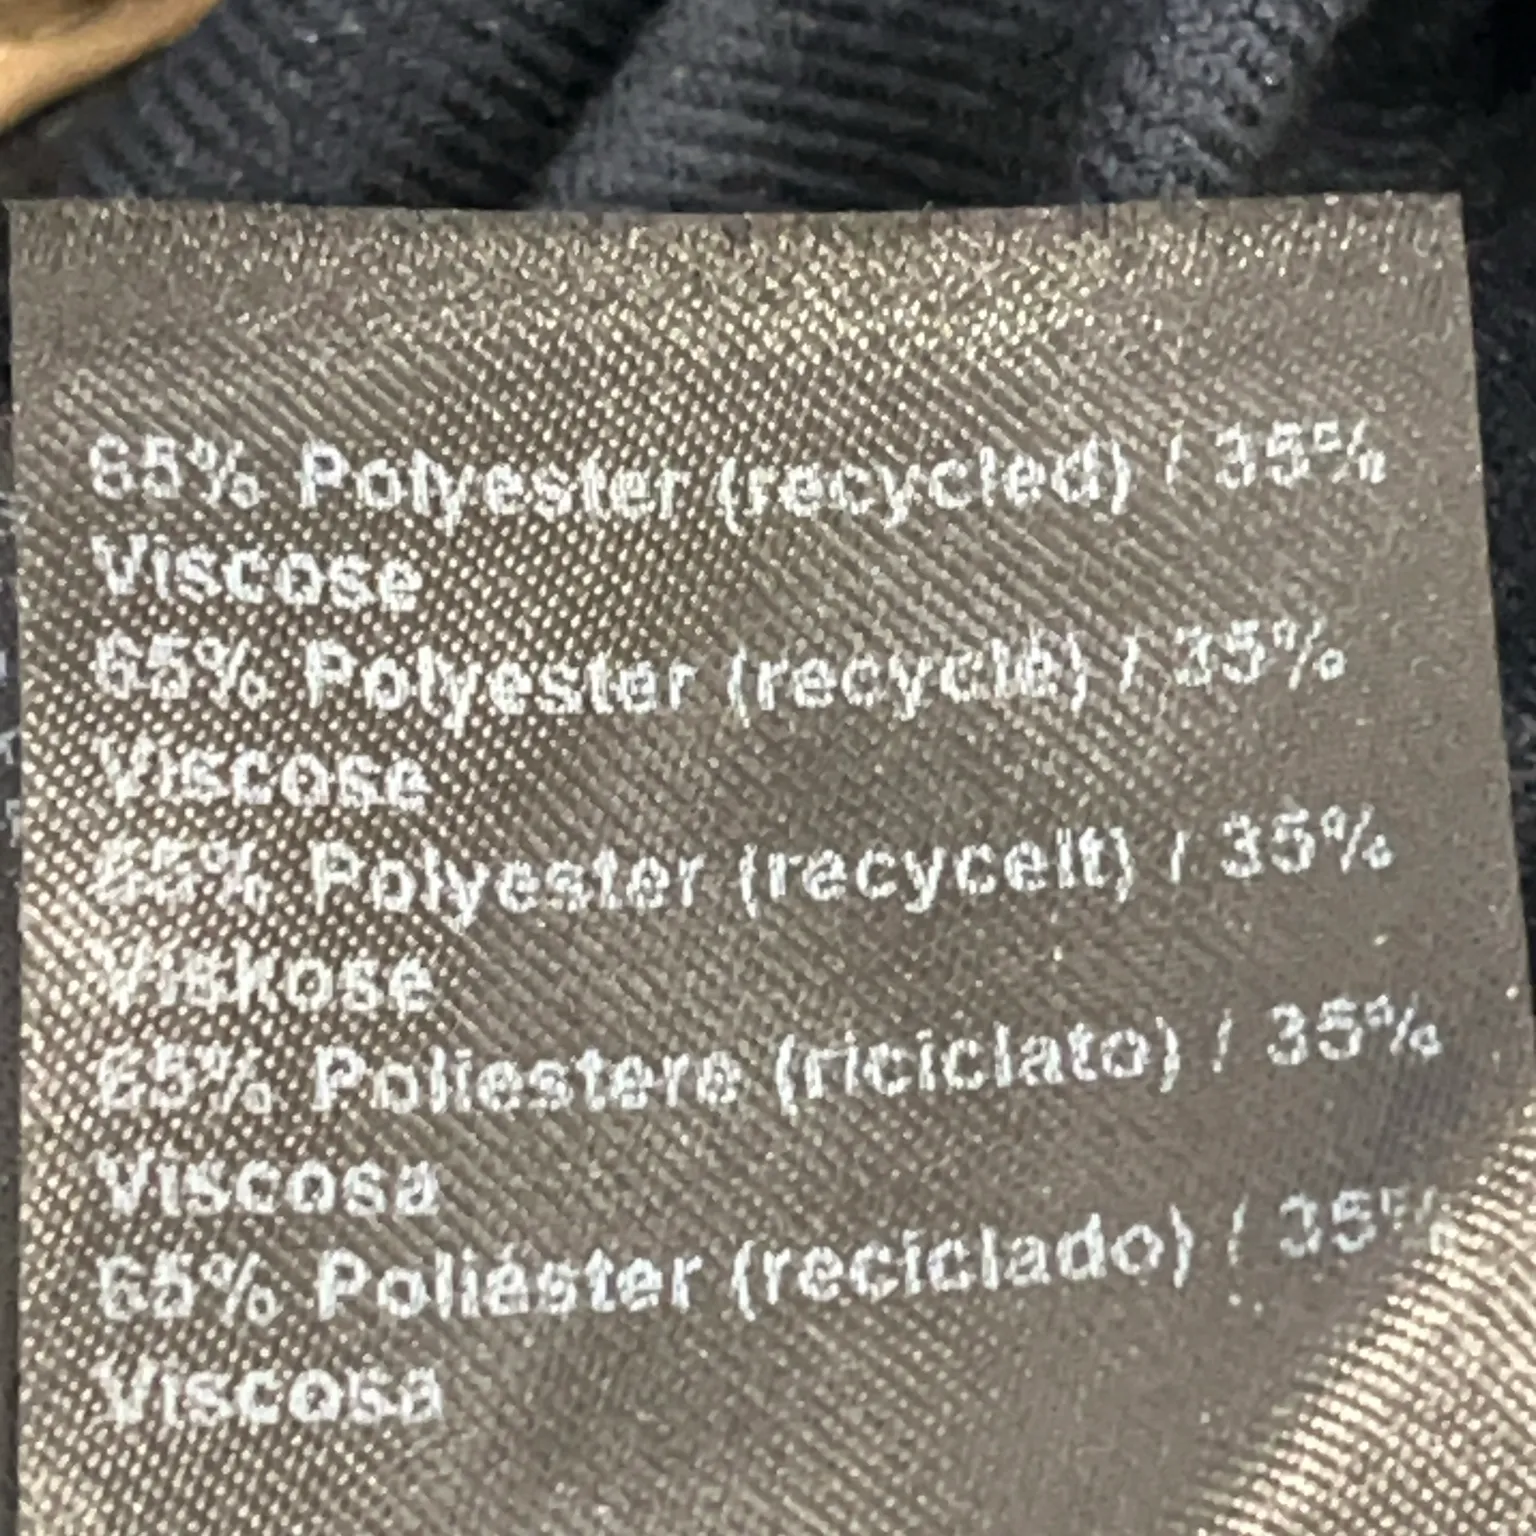 65% Polyester (recycled) / 35%
Viscose
65% Polyester (recyclé) / 35%
Viscose
65% Polyester (recycelt) / 35%
Viskose
65% Poliestere (riciclato) / 35%
Viscosa
65% Poliéster (reciclado) / 35%
Viscosa